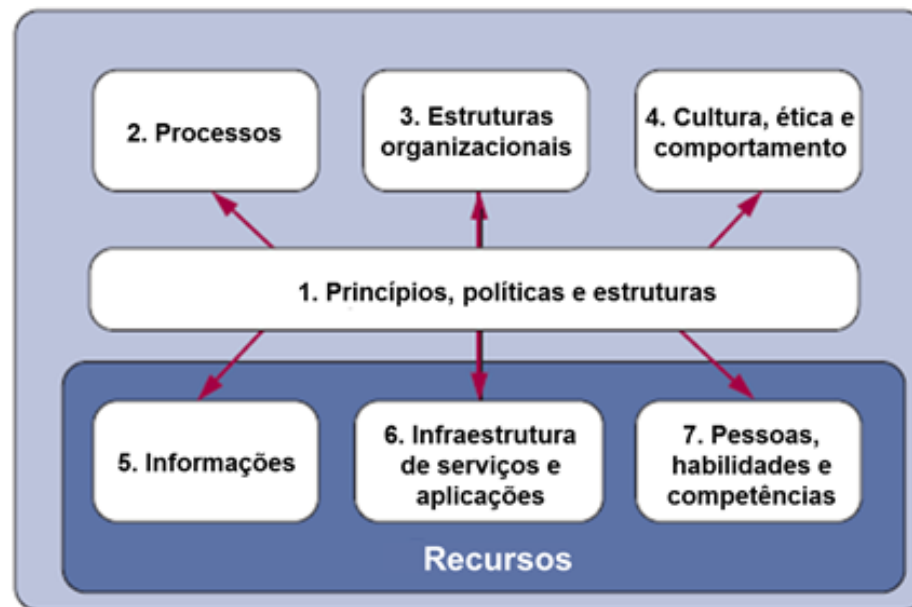 2. Processos
3. Estruturas
organizacionais
4. Cultura, ética e
comportamento
1. Princípios, políticas e estruturas
5. Informações
6. Infraestrutura
de serviços e
aplicações
7. Pessoas,
habilidades e
competências
Recursos